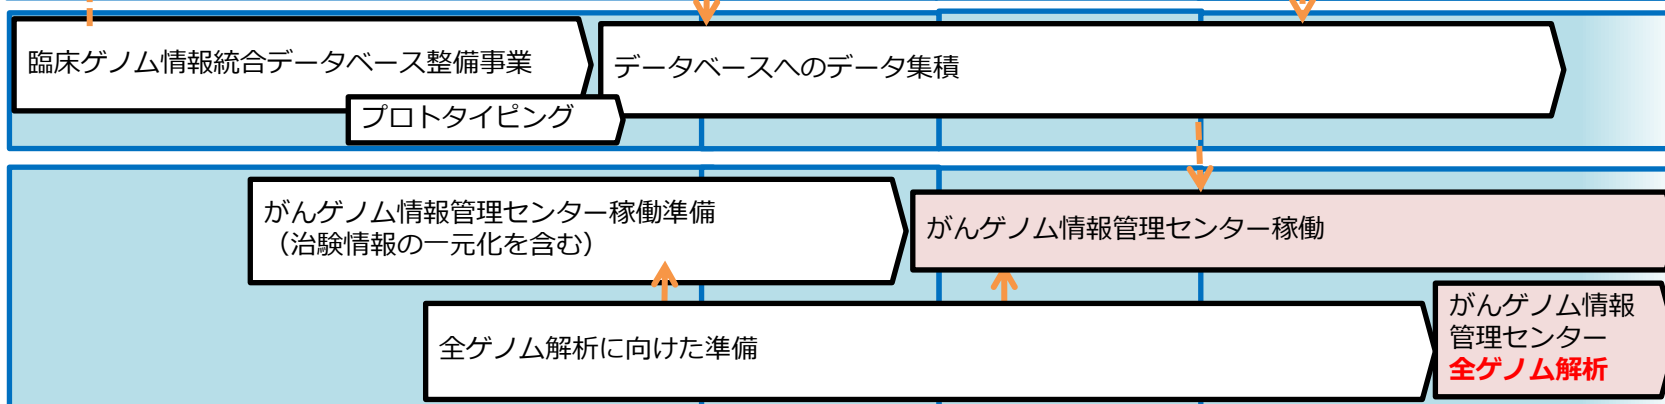 臨床ゲノム情報統合データベース整備事業
データベースへのデータ集積
プロトタイピング
がんゲノム情報管理センター稼働準備
（治験情報の一元化を含む）
がんゲノム情報管理センター稼働
全ゲノム解析に向けた準備
がんゲノム情報
管理センター
全ゲノム解析